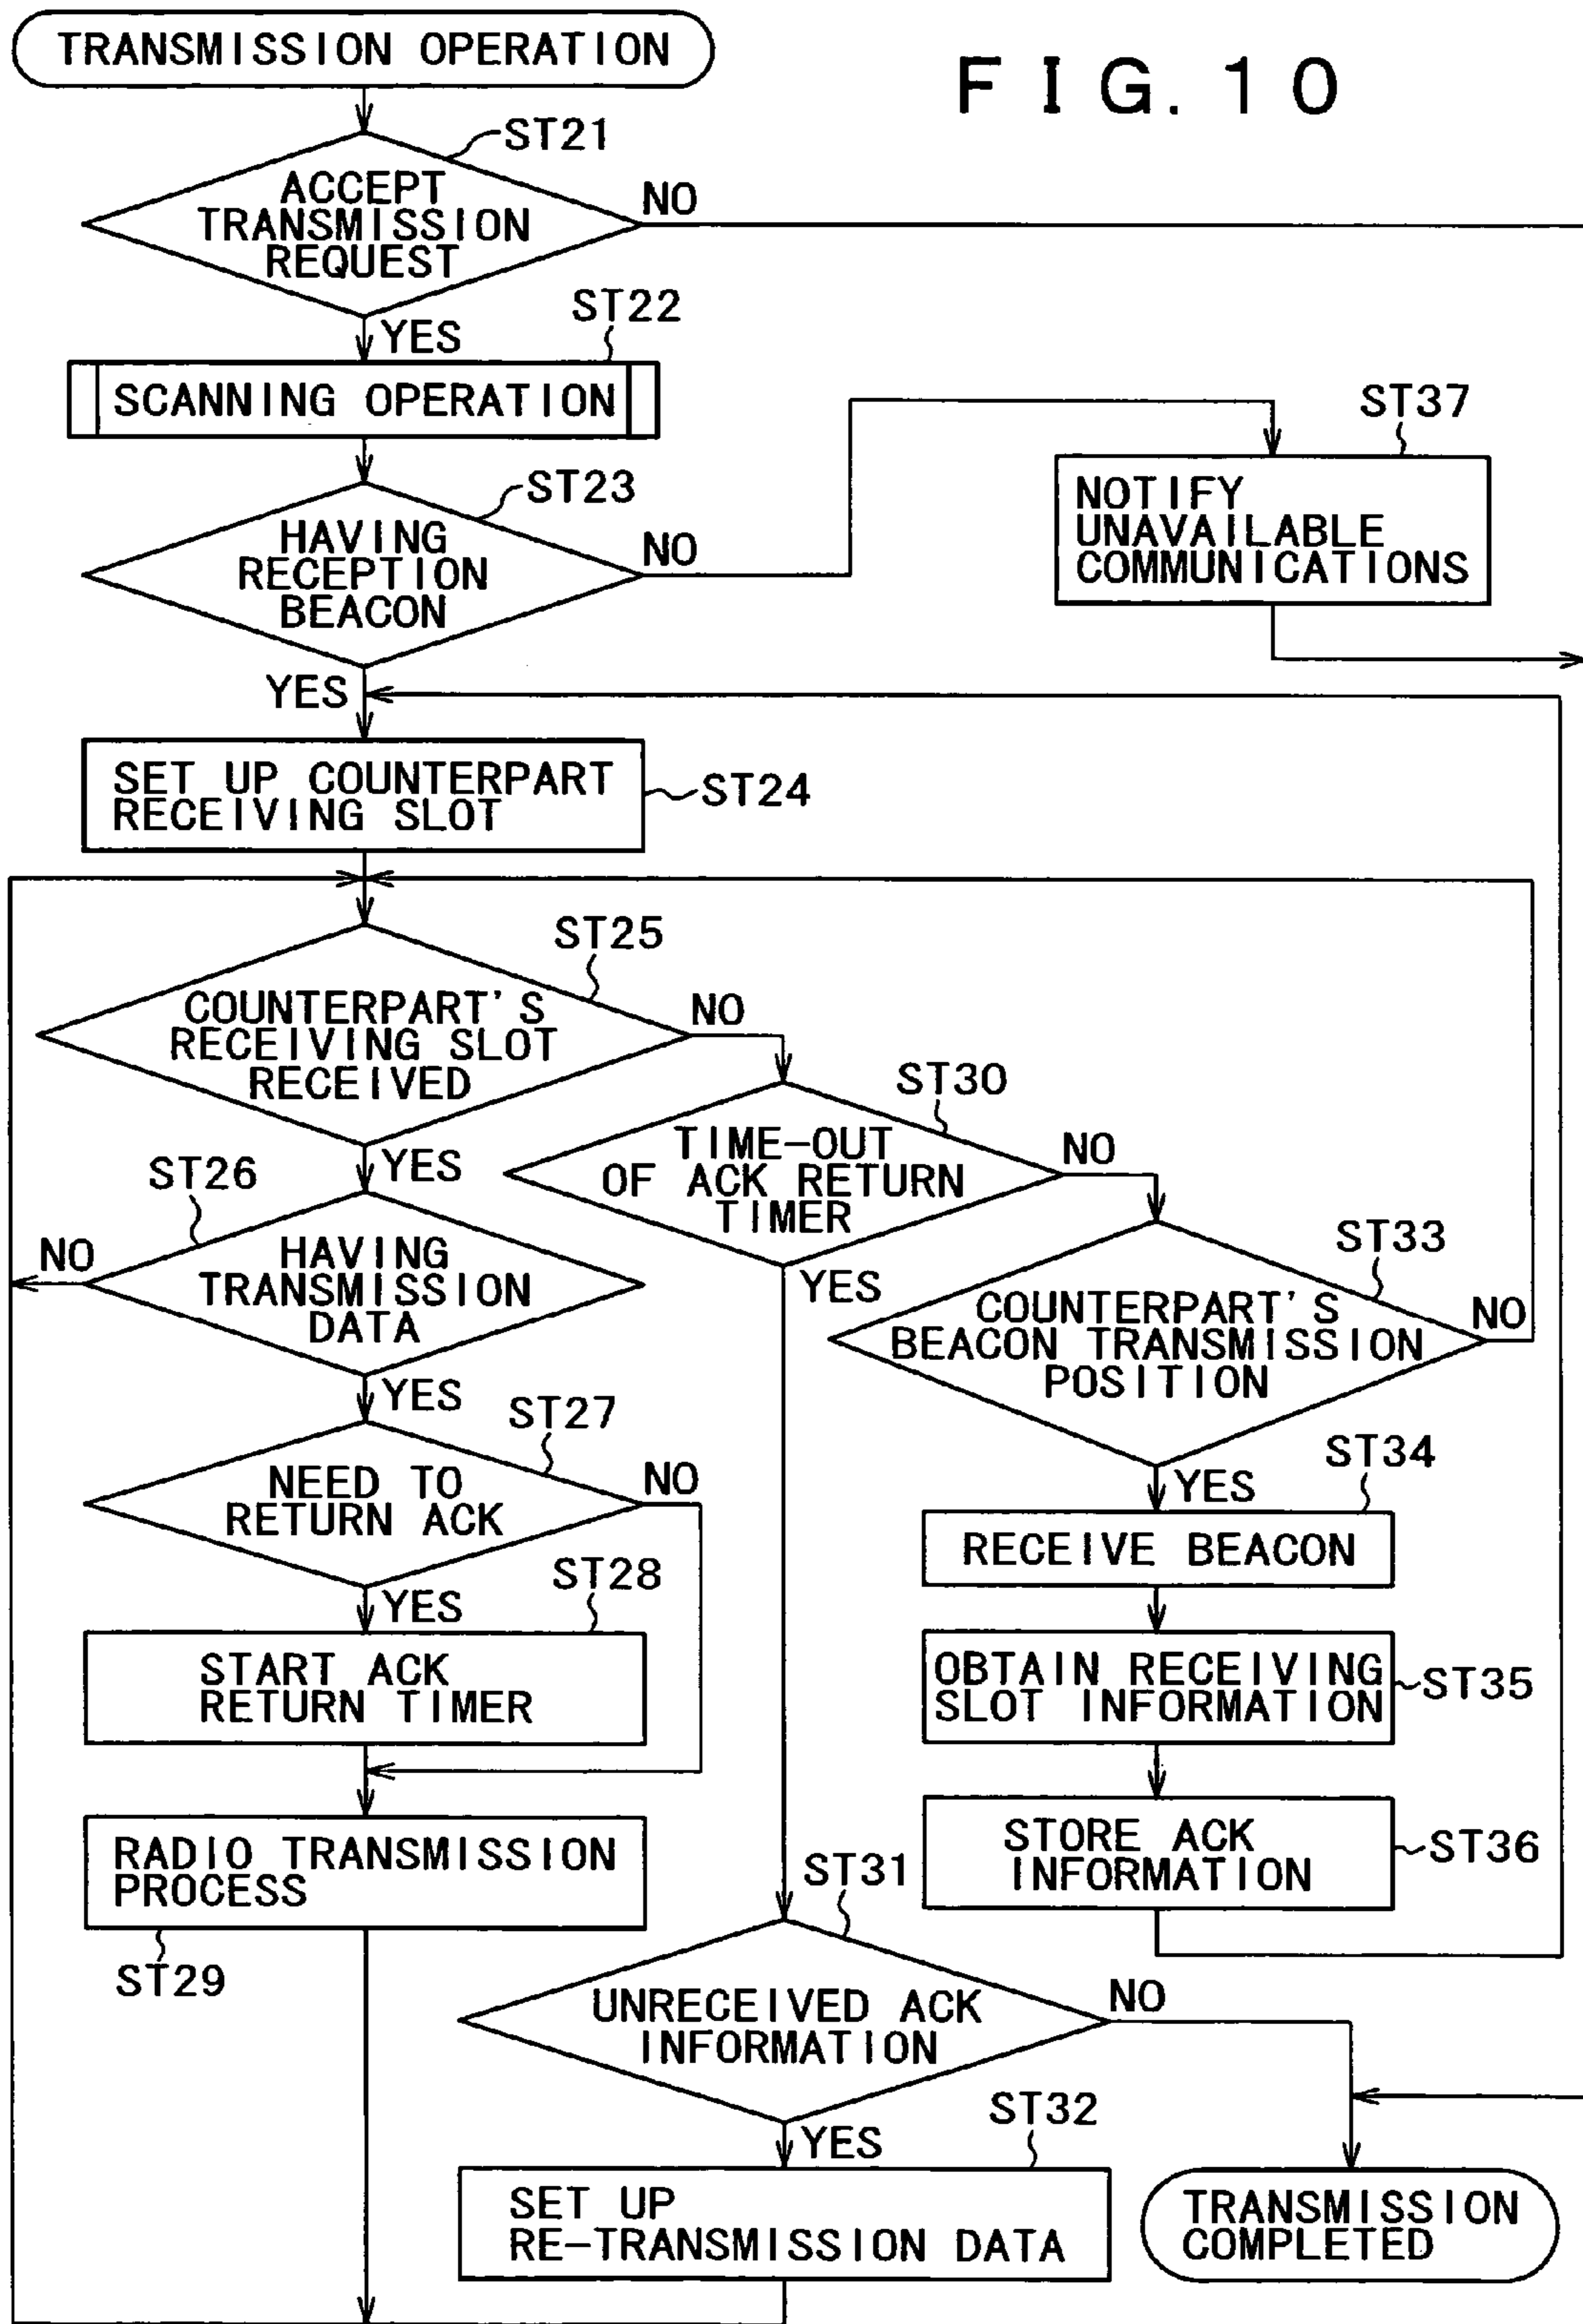 TRANSMISSION OPERATION
FIG. 10
ST21
ACCEPT
TRANSMISSION
REQUEST
NO
YES
ST22
SCANNING OPERATION
ST37
NOTIFY
UNAVAILABLE
COMMUNICATIONS
ST23
HAVING
RECEPTION
BEACON
NO
YES
SET UP COUNTERPART
RECEIVING SLOT
ST24
ST25
COUNTERPART'S
RECEIVING SLOT
RECEIVED
NO
YES
ST30
TIME-OUT
OF ACK RETURN
TIMER
NO
YES
ST26
HAVING
TRANSMISSION
DATA
NO
YES
ST33
COUNTERPART'S
BEACON TRANSMISSION
POSITION
NO
YES
ST27
NEED TO
RETURN ACK
NO
YES
ST34
RECEIVE BEACON
ST28
START ACK
RETURN TIMER
OBTAIN RECEIVING
SLOT INFORMATION
ST35
RADIO TRANSMISSION
PROCESS
ST29
STORE ACK
INFORMATION
ST36
ST31
UNRECEIVED ACK
INFORMATION
NO
YES
ST32
SET UP
RE-TRANSMISSION DATA
TRANSMISSION
COMPLETED